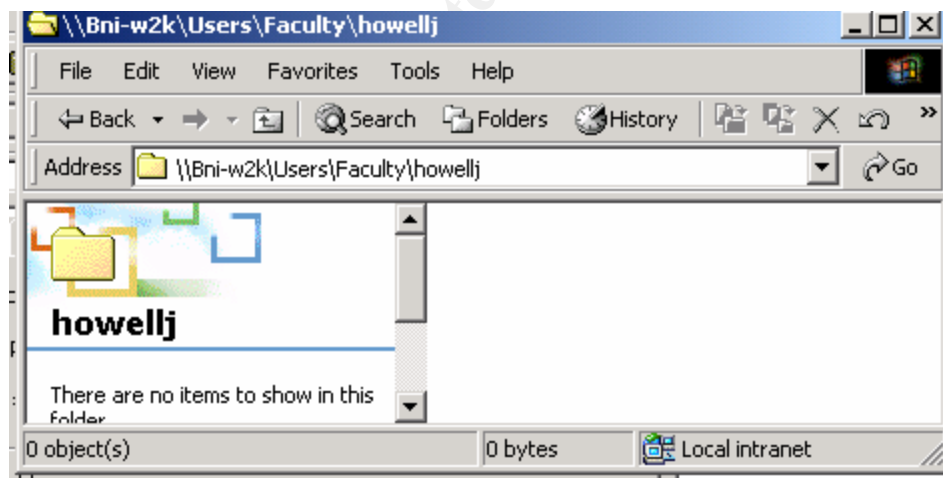 \\Bni-w2k\Users\Faculty\howellj
File Edit View Favorites Tools Help
Back Search Folders History »
Address \\Bni-w2k\Users\Faculty\howellj Go
howellj
There are no items to show in this
folder
0 object(s) 0 bytes Local intranet